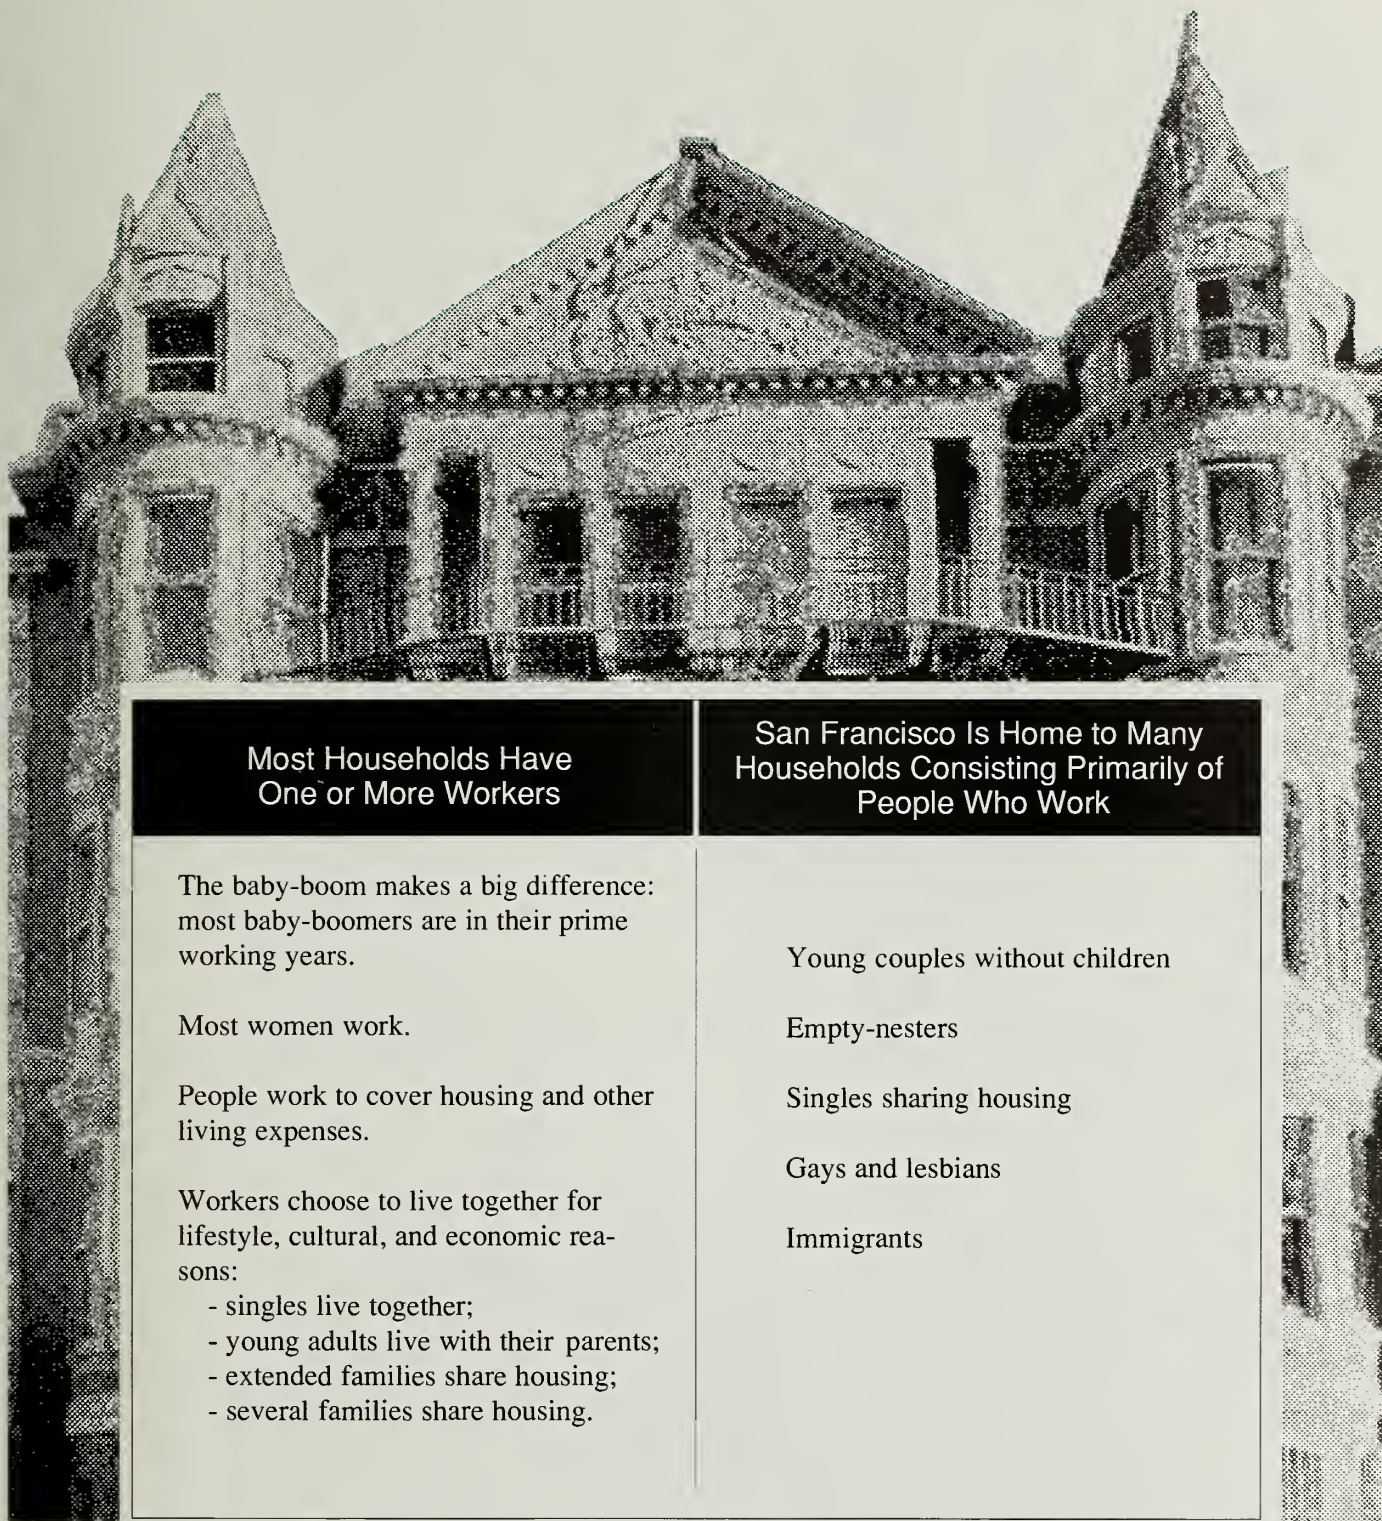 Most Households Have
One or More Workers
The baby-boom makes a big difference:
most baby-boomers are in their prime
working years.
Most women work.
People work to cover housing and other
living expenses.
Workers choose to live together for
lifestyle, cultural, and economic rea-
sons:
- singles live together;
- young adults live with their parents;
- extended families share housing;
- several families share housing.
San Francisco Is Home to Many
Households Consisting Primarily of
People Who Work
Young couples without children
Empty-nesters
Singles sharing housing
Gays and lesbians
Immigrants